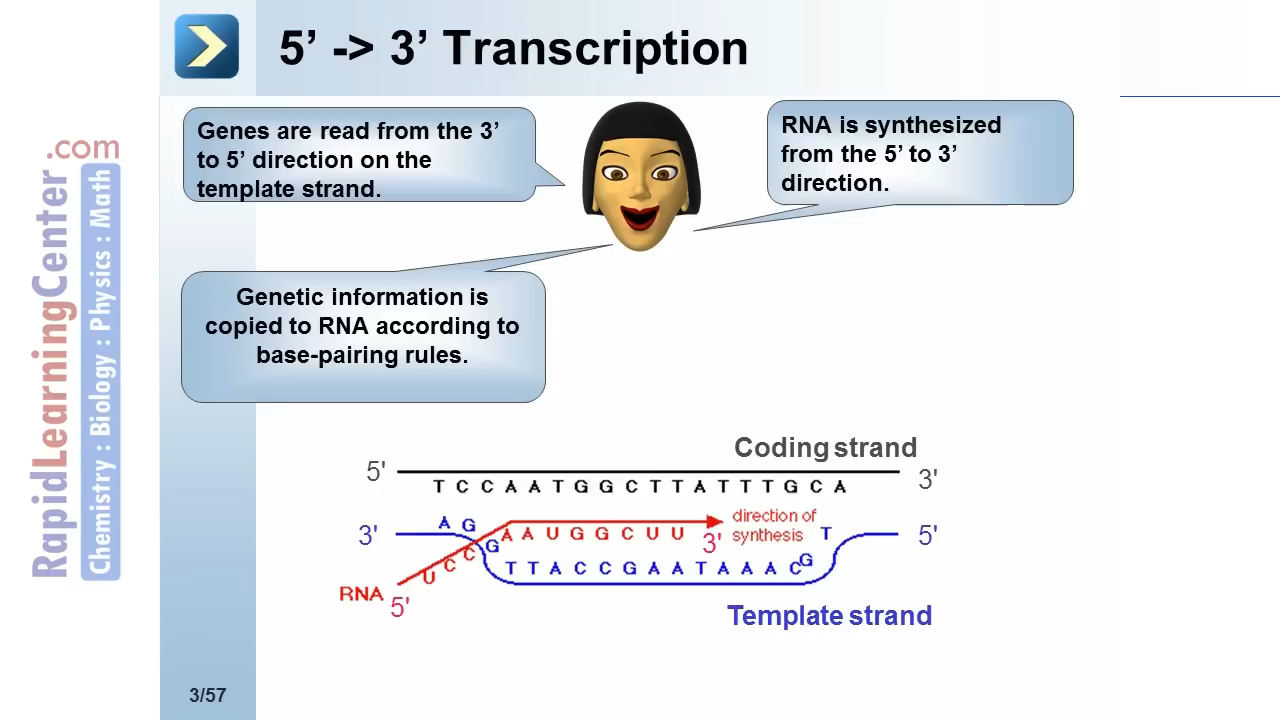 5’ -> 3’ Transcription
Genes are read from the 3’
to 5’ direction on the
template strand.
RNA is synthesized
from the 5’ to 3’
direction.
Genetic information is
copied to RNA according to
base-pairing rules.
Coding strand
5' 3'
T C C A A T G G C T T A T T T G C A
3' A G G T 5'
A A U G G C U U 3'
direction of
synthesis
U C C
T T A C C G A A T A A A C G
RNA 5'
Template strand
3/57
RapidLearningCenter.com
Chemistry : Biology : Physics : Math